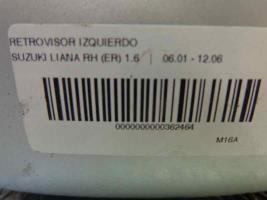 RETROVISOR IZQUIERDO
SUZUKI LIANA RH (ER) 1.6 | 06.01 - 12.06
0000000000362464
M16A